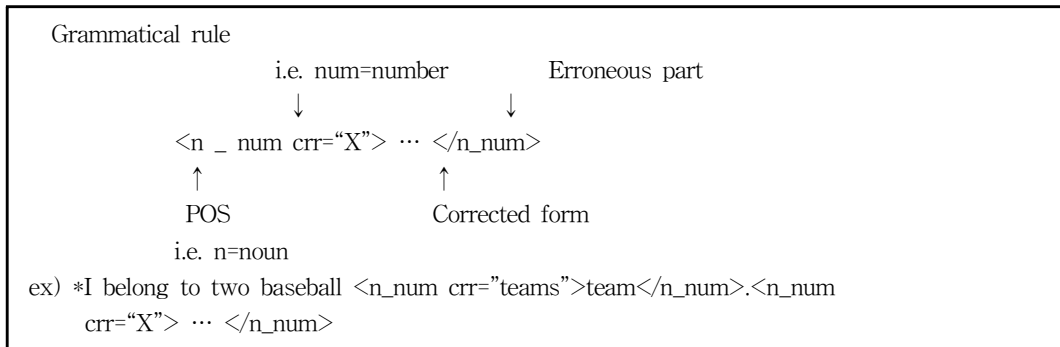 Grammatical rule
i.e. num=number Erroneous part
↓ ↓
<n _ num crr=“X”> … </n_num>
↑ ↑
POS Corrected form
i.e. n=noun
ex) *I belong to two baseball <n_num crr=”teams”>team</n_num>.<n_num
crr=“X”> … </n_num>